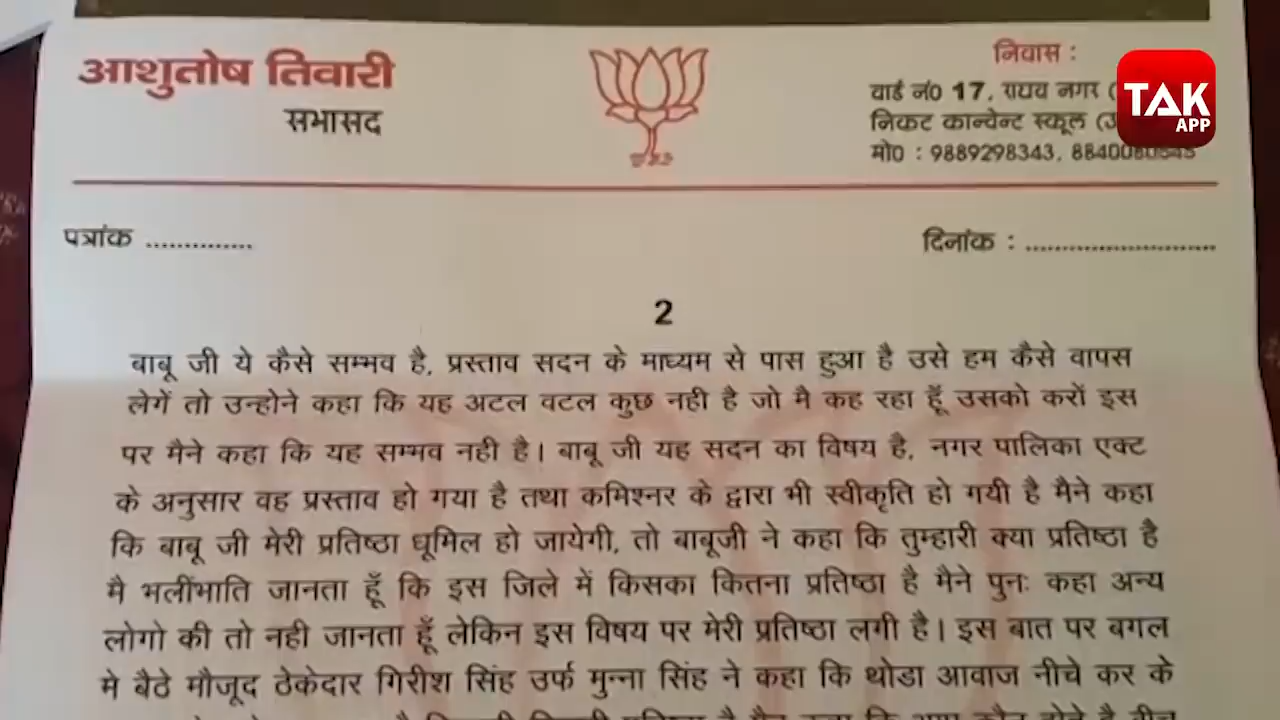 आशुतोष तिवारी
सभासद
निवास :
वार्ड नं0 17, राघव नगर (
निकट कान्वेन्ट स्कूल (उ
मो0 : 9889298343, 8840080545
TAK
APP
पत्रांक ..............
दिनांक : ..........................
2
बाबू जी ये कैसे सम्भव है, प्रस्ताव सदन के माध्यम से पास हुआ है उसे हम कैसे वापस
लेगें तो उन्होने कहा कि यह अटल वटल कुछ नही है जो मै कह रहा हूँ उसको करों इस
पर मैने कहा कि यह सम्भव नही है। बाबू जी यह सदन का विषय है, नगर पालिका एक्ट
के अनुसार वह प्रस्ताव हो गया है तथा कमिश्नर के द्वारा भी स्वीकृति हो गयी है मैने कहा
कि बाबू जी मेरी प्रतिष्ठा धूमिल हो जायेगी, तो बाबूजी ने कहा कि तुम्हारी क्या प्रतिष्ठा है
मै भलींभाति जानता हूँ कि इस जिले में किसका कितना प्रतिष्ठा है मैने पुनः कहा अन्य
लोगो की तो नही जानता हूँ लेकिन इस विषय पर मेरी प्रतिष्ठा लगी है। इस बात पर बगल
मे बैठे मौजूद ठेकेदार गिरीश सिंह उर्फ मुन्ना सिंह ने कहा कि थोडा आवाज नीचे कर के